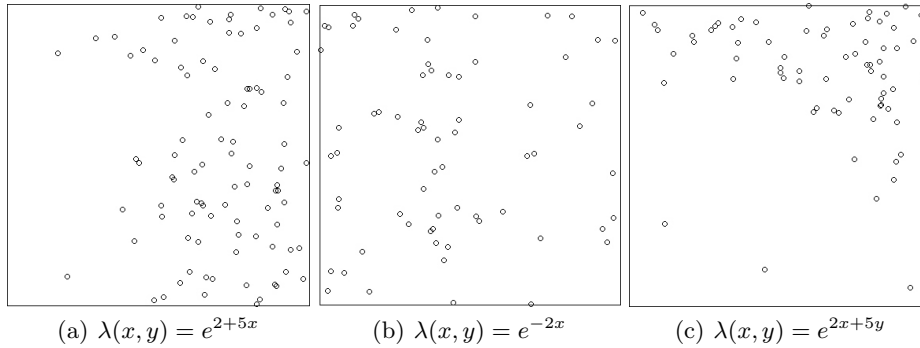 (a) λ(x, y) = e^{2+5x} (b) λ(x, y) = e^{−2x} (c) λ(x, y) = e^{2x+5y}